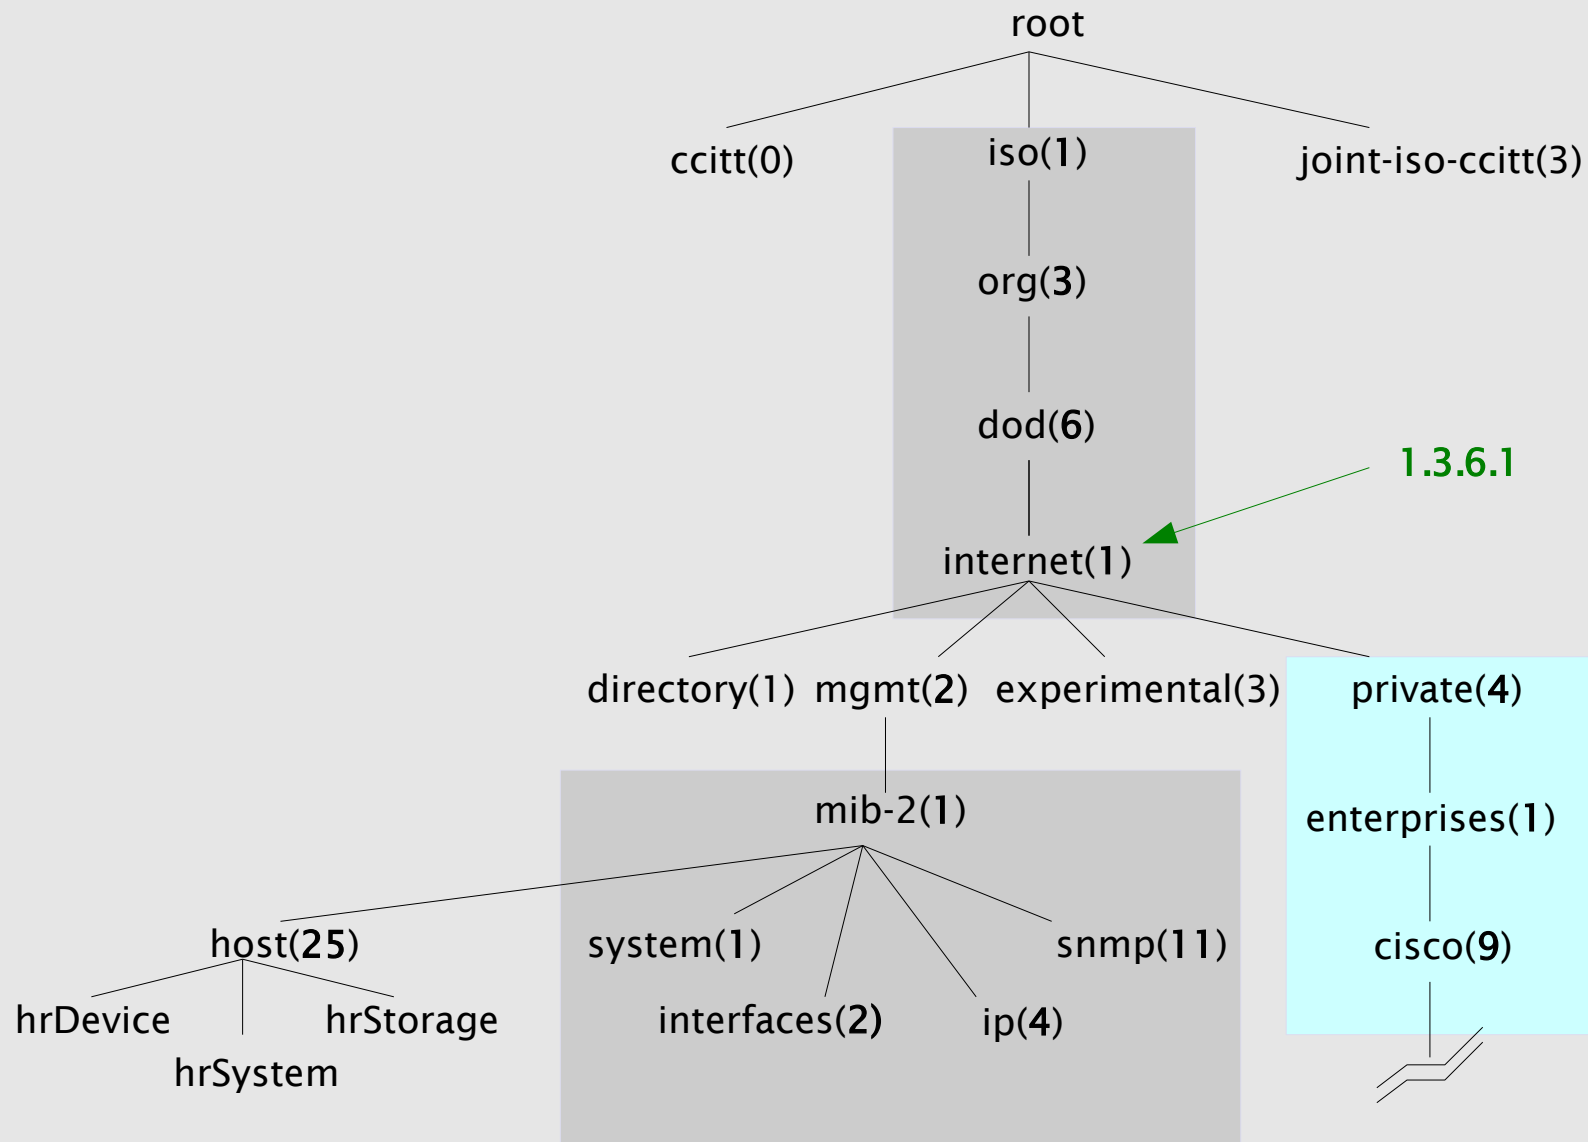 root
ccitt(0)
iso(1)
joint-iso-ccitt(3)
org(3)
dod(6)
1.3.6.1
internet(1)
directory(1)
mgmt(2)
experimental(3)
private(4)
mib-2(1)
enterprises(1)
host(25)
system(1)
snmp(11)
cisco(9)
hrDevice
hrStorage
interfaces(2)
ip(4)
hrSystem